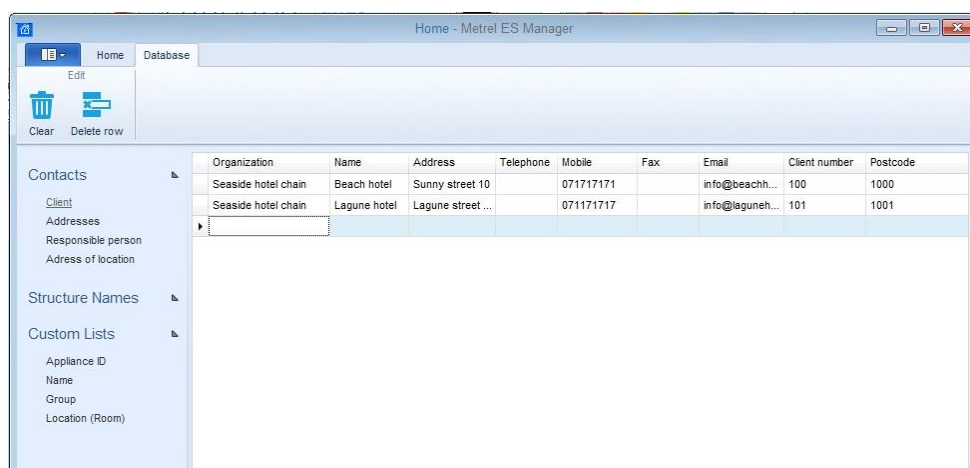 Home - Metrel ES Manager
Home Database
Edit
Clear Delete row
Contacts
Client
Addresses
Responsible person
Adress of location
Structure Names
Custom Lists
Appliance ID
Name
Group
Location (Room)
Organization Name Address Telephone Mobile Fax Email Client number Postcode
Seaside hotel chain Beach hotel Sunny street 10 071717171 info@beachh... 100 1000
Seaside hotel chain Lagune hotel Lagune street ... 071171717 info@laguneh... 101 1001